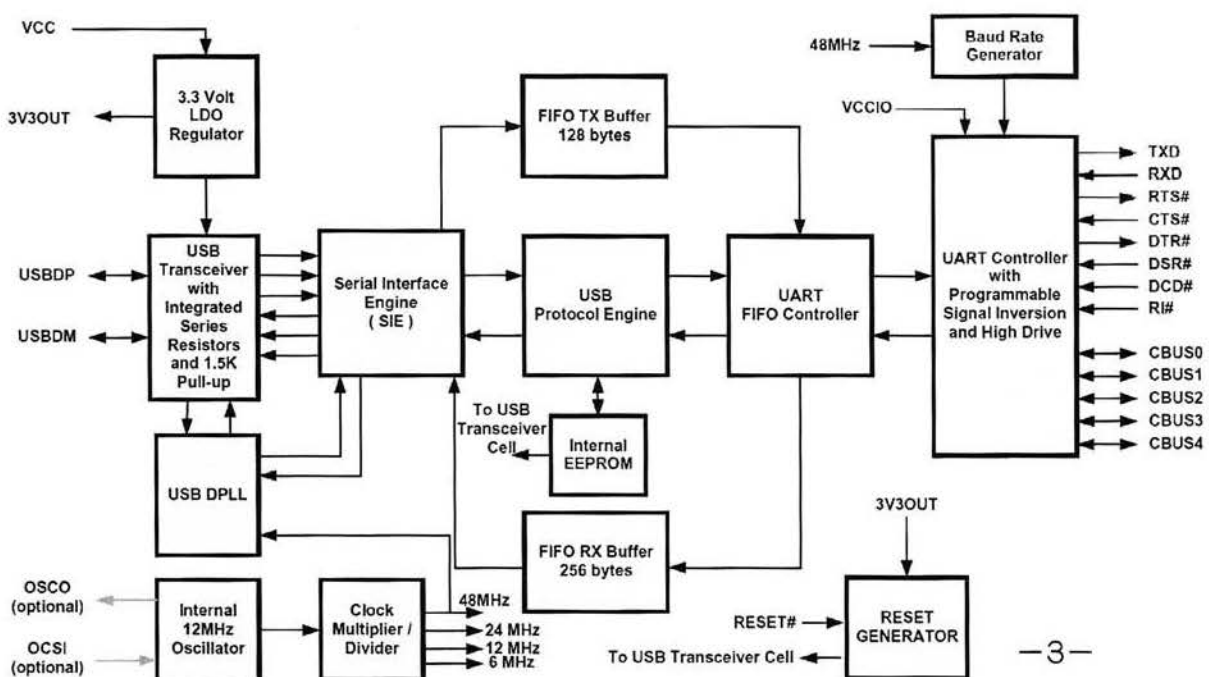 VCC
3V3OUT
3.3 Volt
LDO
Regulator
FIFO TX Buffer
128 bytes
48MHz
Baud Rate
Generator
VCCIO
USBDP
USBDM
USB
Transceiver
with
Integrated
Series
Resistors
and 1.5K
Pull-up
Serial Interface
Engine
( SIE )
USB
Protocol Engine
UART
FIFO Controller
UART Controller
with
Programmable
Signal Inversion
and High Drive
TXD
RXD
RTS#
CTS#
DTR#
DSR#
DCD#
RI#
CBUS0
CBUS1
CBUS2
CBUS3
CBUS4
To USB
Transceiver
Cell
Internal
EEPROM
USB DPLL
FIFO RX Buffer
256 bytes
3V3OUT
OSCO
(optional)
OCSI
(optional)
Internal
12MHz
Oscillator
Clock
Multiplier /
Divider
48MHz
24 MHz
12 MHz
6 MHz
RESET#
To USB Transceiver Cell
RESET
GENERATOR
-3-